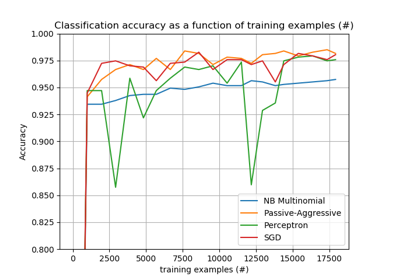 Classification accuracy as a function of training examples (#)
1.000
0.975
0.950
0.925
0.900
0.875
0.850
0.825
0.800
Accuracy
NB Multinomial
Passive-Aggressive
Perceptron
SGD
0 2500 5000 7500 10000 12500 15000 17500
training examples (#)